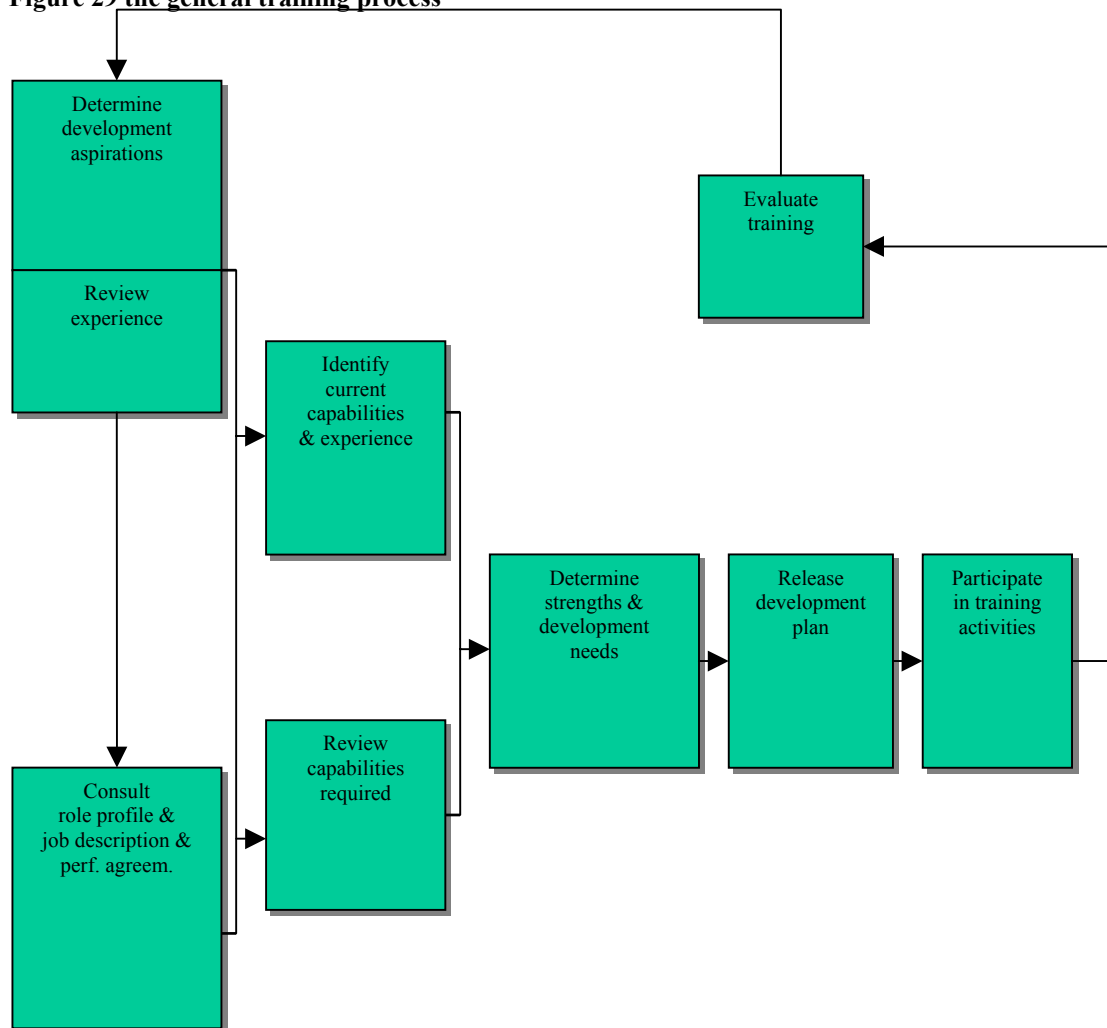 Figure 29 the general training process
Determine
development
aspirations
Evaluate
training
Review
experience
Identify
current
capabilities
& experience
Determine
strengths &
development
needs
Release
development
plan
Participate
in training
activities
Review
capabilities
required
Consult
role profile &
job description &
perf. agreem.